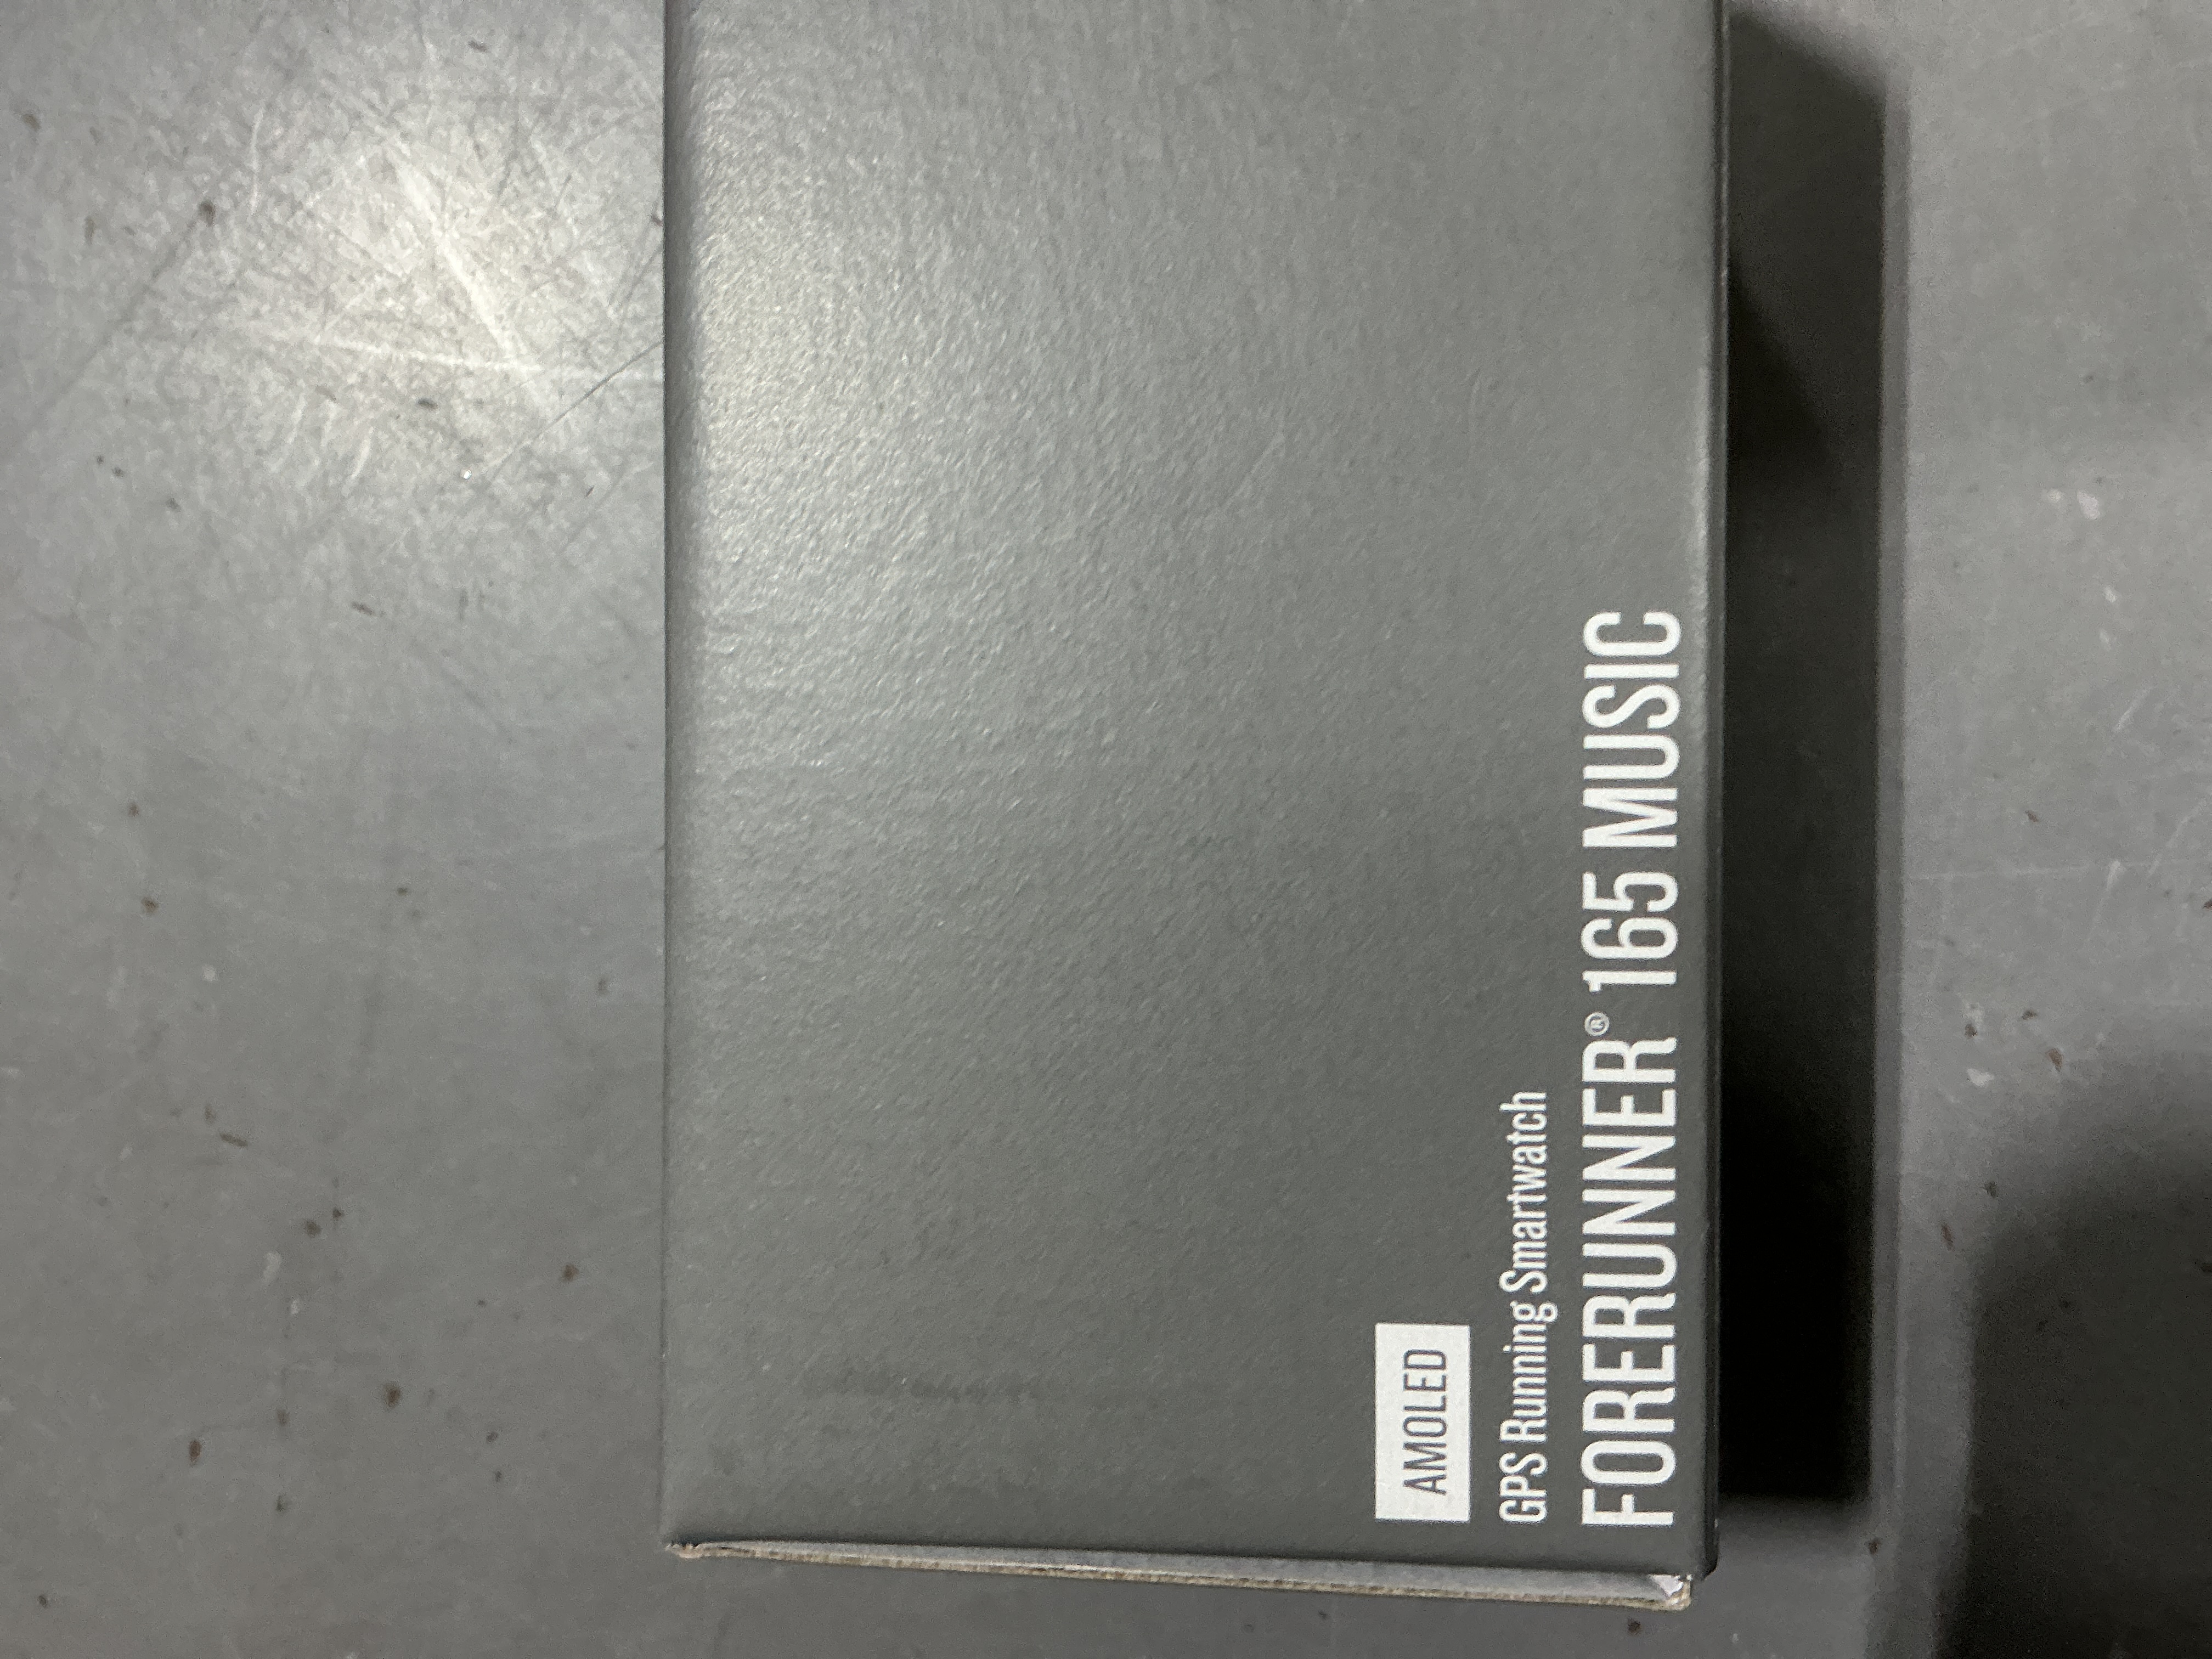 AMOLED
GPS Running Smartwatch
FORERUNNER® 165 MUSIC